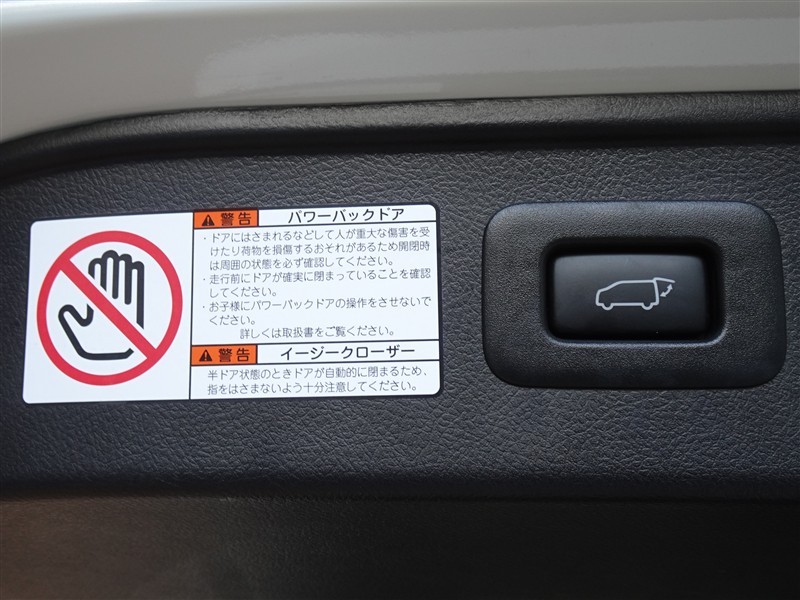 警告 パワーバックドア
・ドアにはさまれるなどして人が重大な傷害を受
けたり荷物を損傷するおそれがあるため開閉時
は周囲の状態を必ず確認してください。
・走行前にドアが確実に閉まっていることを確認
してください。
・お子様にパワーバックドアの操作をさせないで
ください。
詳しくは取扱書をご覧ください。
警告 イージークローザー
半ドア状態のときドアが自動的に閉まるため、
指をはさまないよう十分注意してください。